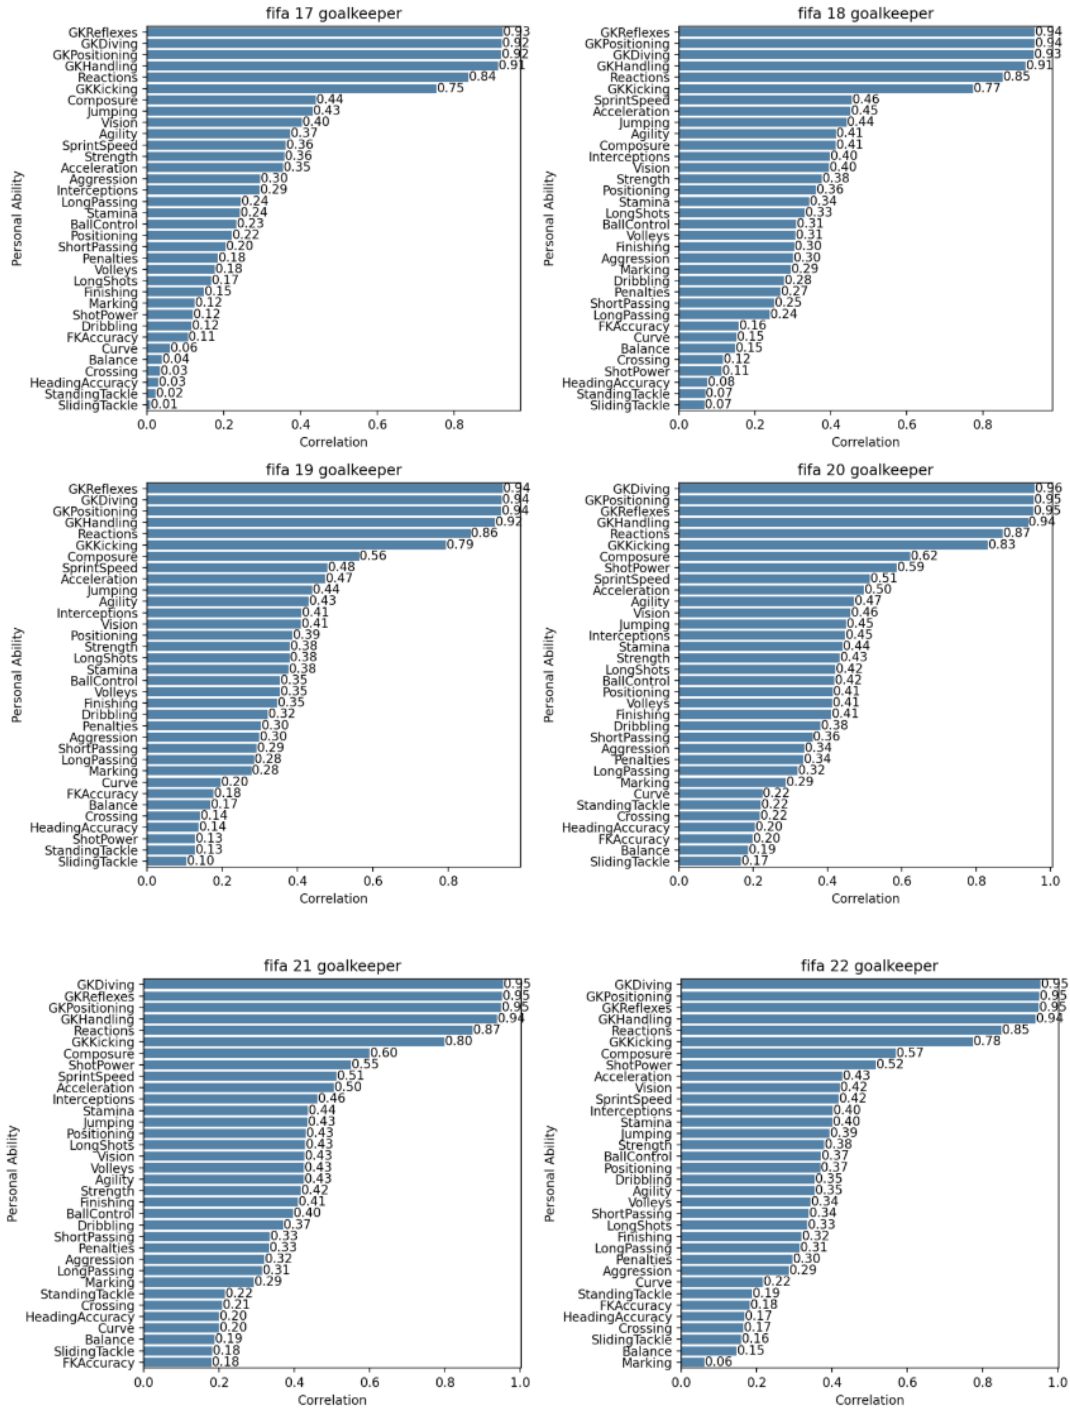 fifa 17 goalkeeper
Personal Ability
GKReflexes 0.93
GKDiving 0.92
GKPositioning 0.92
GKHandling 0.91
Reactions 0.84
GKKicking 0.75
Composure 0.44
Jumping 0.43
Vision 0.40
Agility 0.37
SprintSpeed 0.36
Strength 0.36
Acceleration 0.35
Aggression 0.30
Interceptions 0.29
LongPassing 0.24
Stamina 0.24
BallControl 0.23
Positioning 0.22
ShortPassing 0.20
Penalties 0.18
Volleys 0.18
LongShots 0.17
Finishing 0.15
Marking 0.12
ShotPower 0.12
Dribbling 0.12
FKAccuracy 0.11
Curve 0.06
Balance 0.04
Crossing 0.03
HeadingAccuracy 0.03
StandingTackle 0.02
SlidingTackle 0.01
0.0 0.2 0.4 0.6 0.8
Correlation
fifa 18 goalkeeper
Personal Ability
GKReflexes 0.94
GKPositioning 0.94
GKDiving 0.93
GKHandling 0.91
Reactions 0.85
GKKicking 0.77
SprintSpeed 0.46
Acceleration 0.45
Jumping 0.44
Agility 0.41
Composure 0.41
Interceptions 0.40
Vision 0.40
Strength 0.38
Positioning 0.36
Stamina 0.34
LongShots 0.33
BallControl 0.31
Volleys 0.31
Finishing 0.30
Aggression 0.30
Marking 0.29
Dribbling 0.28
Penalties 0.27
ShortPassing 0.25
LongPassing 0.24
FKAccuracy 0.16
Curve 0.15
Balance 0.15
Crossing 0.12
ShotPower 0.11
HeadingAccuracy 0.08
StandingTackle 0.07
SlidingTackle 0.07
0.0 0.2 0.4 0.6 0.8
Correlation
fifa 19 goalkeeper
Personal Ability
GKReflexes 0.94
GKDiving 0.94
GKPositioning 0.94
GKHandling 0.92
Reactions 0.86
GKKicking 0.79
Composure 0.56
SprintSpeed 0.48
Acceleration 0.47
Jumping 0.44
Agility 0.43
Interceptions 0.41
Vision 0.41
Positioning 0.39
Strength 0.38
LongShots 0.38
Stamina 0.38
BallControl 0.35
Volleys 0.35
Finishing 0.35
Dribbling 0.32
Penalties 0.30
Aggression 0.30
ShortPassing 0.29
LongPassing 0.28
Marking 0.28
Curve 0.20
FKAccuracy 0.18
Balance 0.17
Crossing 0.14
HeadingAccuracy 0.14
ShotPower 0.13
StandingTackle 0.13
SlidingTackle 0.10
0.0 0.2 0.4 0.6 0.8
Correlation
fifa 20 goalkeeper
Personal Ability
GKDiving 0.96
GKPositioning 0.95
GKReflexes 0.95
GKHandling 0.94
Reactions 0.87
GKKicking 0.83
Composure 0.62
ShotPower 0.59
SprintSpeed 0.51
Acceleration 0.50
Agility 0.47
Vision 0.46
Jumping 0.45
Interceptions 0.45
Stamina 0.44
Strength 0.43
LongShots 0.42
BallControl 0.42
Positioning 0.41
Volleys 0.41
Finishing 0.41
Dribbling 0.38
ShortPassing 0.36
Aggression 0.34
Penalties 0.34
LongPassing 0.32
Marking 0.29
Curve 0.22
StandingTackle 0.22
Crossing 0.22
HeadingAccuracy 0.20
FKAccuracy 0.20
Balance 0.19
SlidingTackle 0.17
0.0 0.2 0.4 0.6 0.8 1.0
Correlation
fifa 21 goalkeeper
Personal Ability
GKDiving 0.95
GKReflexes 0.95
GKPositioning 0.95
GKHandling 0.94
Reactions 0.87
GKKicking 0.80
Composure 0.60
ShotPower 0.55
SprintSpeed 0.51
Acceleration 0.50
Interceptions 0.46
Stamina 0.44
Jumping 0.43
Positioning 0.43
LongShots 0.43
Vision 0.43
Volleys 0.43
Agility 0.43
Strength 0.42
Finishing 0.41
BallControl 0.40
Dribbling 0.37
ShortPassing 0.33
Penalties 0.33
Aggression 0.32
LongPassing 0.31
Marking 0.29
StandingTackle 0.22
Crossing 0.21
HeadingAccuracy 0.20
Curve 0.20
Balance 0.19
SlidingTackle 0.18
FKAccuracy 0.18
0.0 0.2 0.4 0.6 0.8 1.0
Correlation
fifa 22 goalkeeper
Personal Ability
GKDiving 0.95
GKPositioning 0.95
GKReflexes 0.95
GKHandling 0.94
Reactions 0.85
GKKicking 0.78
Composure 0.57
ShotPower 0.52
Acceleration 0.43
Vision 0.42
SprintSpeed 0.42
Interceptions 0.40
Stamina 0.40
Jumping 0.39
Strength 0.38
BallControl 0.37
Positioning 0.37
Dribbling 0.35
Agility 0.35
Volleys 0.34
ShortPassing 0.34
LongShots 0.33
Finishing 0.32
LongPassing 0.31
Penalties 0.30
Aggression 0.29
Curve 0.22
StandingTackle 0.19
FKAccuracy 0.18
HeadingAccuracy 0.17
Crossing 0.17
SlidingTackle 0.16
Balance 0.15
Marking 0.06
0.0 0.2 0.4 0.6 0.8 1.0
Correlation